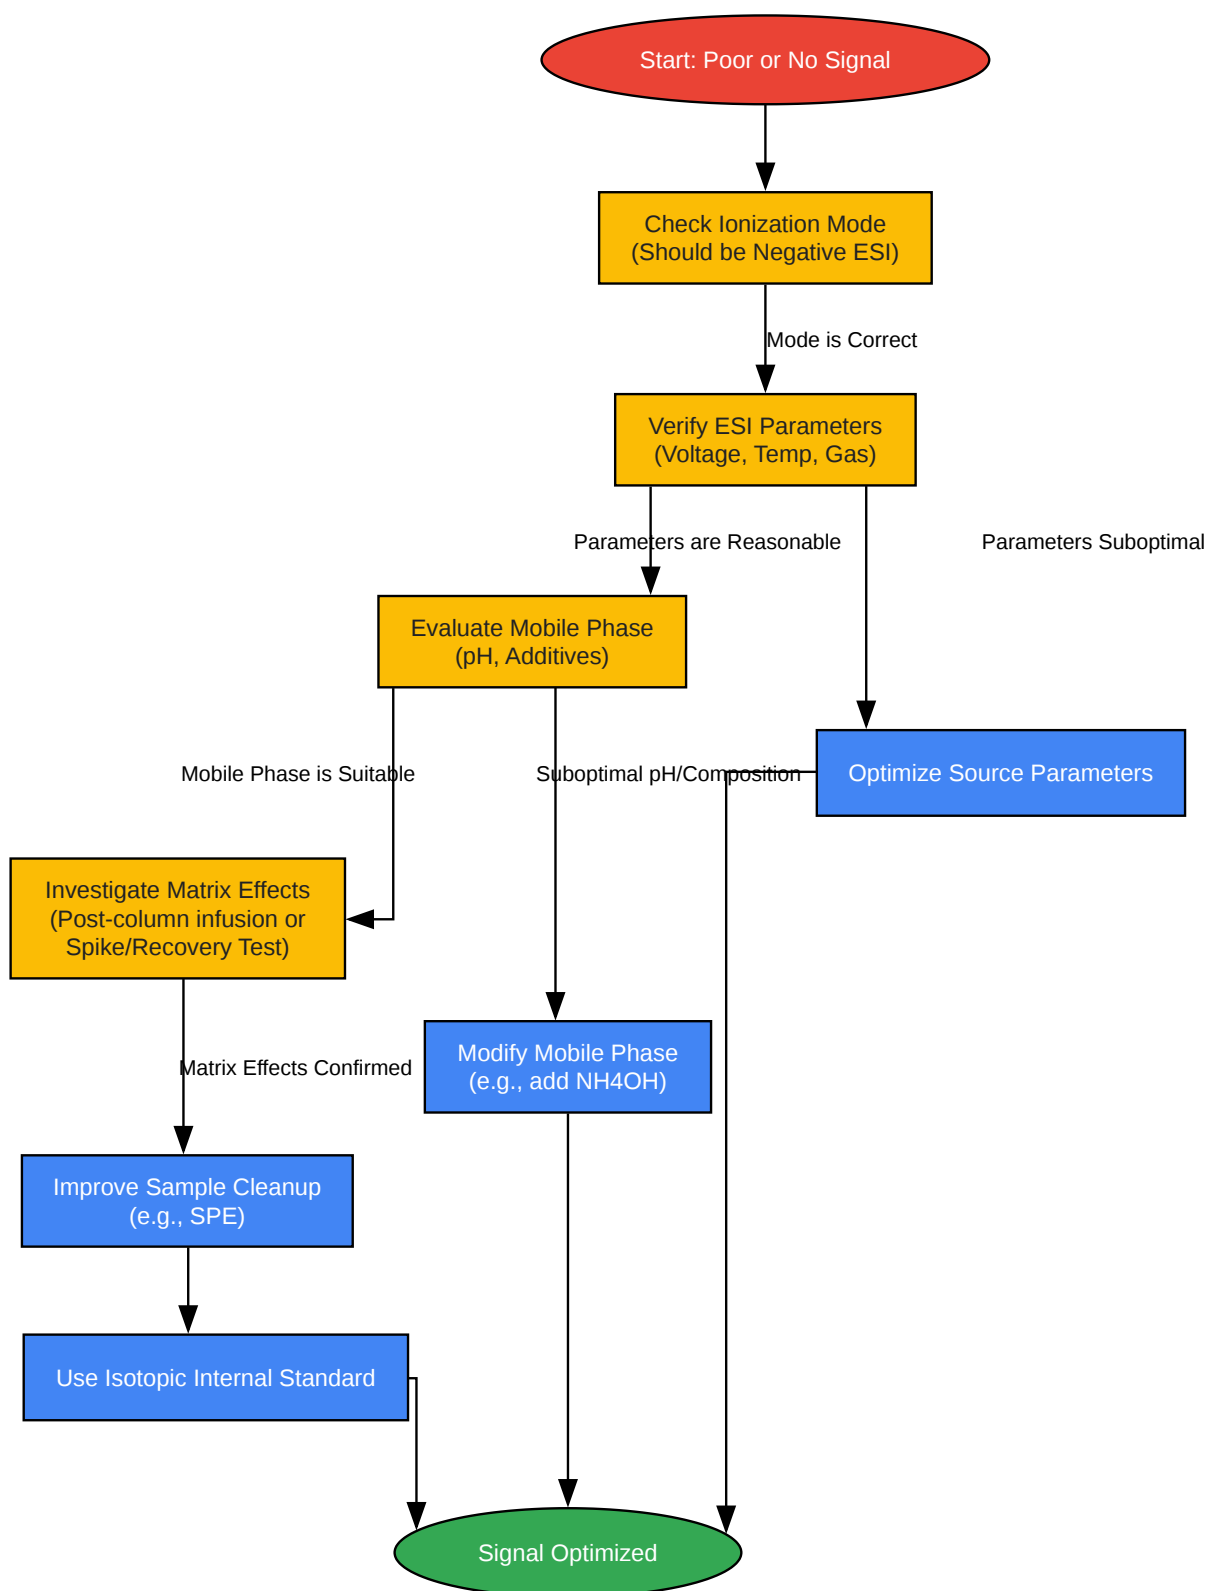 Start: Poor or No Signal
Check Ionization Mode
(Should be Negative ESI)
Mode is Correct
Verify ESI Parameters
(Voltage, Temp, Gas)
Parameters are Reasonable
Parameters Suboptimal
Evaluate Mobile Phase
(pH, Additives)
Mobile Phase is Suitable
Suboptimal pH/Composition
Optimize Source Parameters
Investigate Matrix Effects
(Post-column infusion or
Spike/Recovery Test)
Modify Mobile Phase
(e.g., add NH4OH)
Matrix Effects Confirmed
Improve Sample Cleanup
(e.g., SPE)
Use Isotopic Internal Standard
Signal Optimized